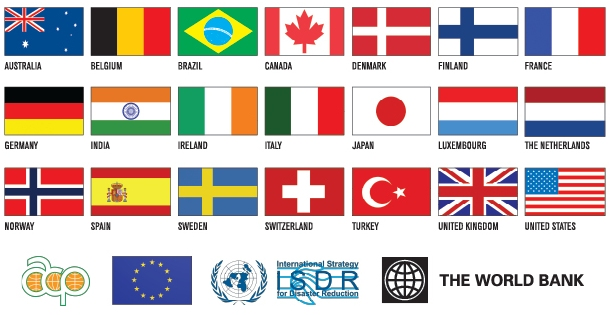 AUSTRALIA
BELGIUM
BRAZIL
CANADA
DENMARK
FINLAND
FRANCE
GERMANY
INDIA
IRELAND
ITALY
JAPAN
LUXEMBOURG
THE NETHERLANDS
NORWAY
SPAIN
SWEDEN
SWITZERLAND
TURKEY
UNITED KINGDOM
UNITED STATES
acp
International Strategy
ISDR
for Disaster Reduction
THE WORLD BANK